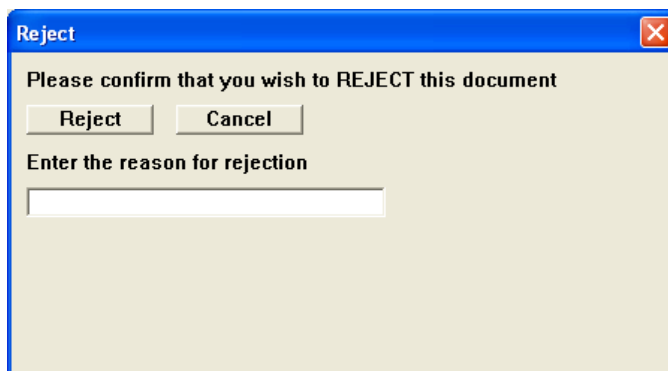 Reject
Please confirm that you wish to REJECT this document
Reject Cancel
Enter the reason for rejection